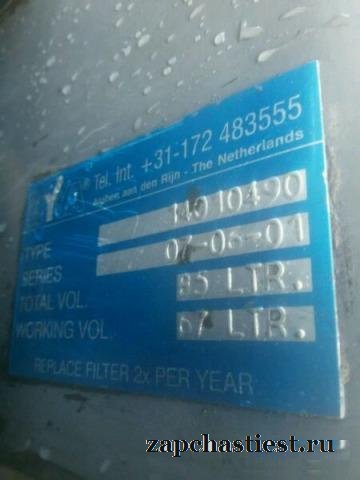 Tel. Int. +31-172 483555
Alphen aan den Rijn - The Netherlands
TYPE 14010490
SERIES 07-06-01
TOTAL VOL. 85 LTR.
WORKING VOL. 67 LTR.
REPLACE FILTER 2x PER YEAR
zapchastiest.ru